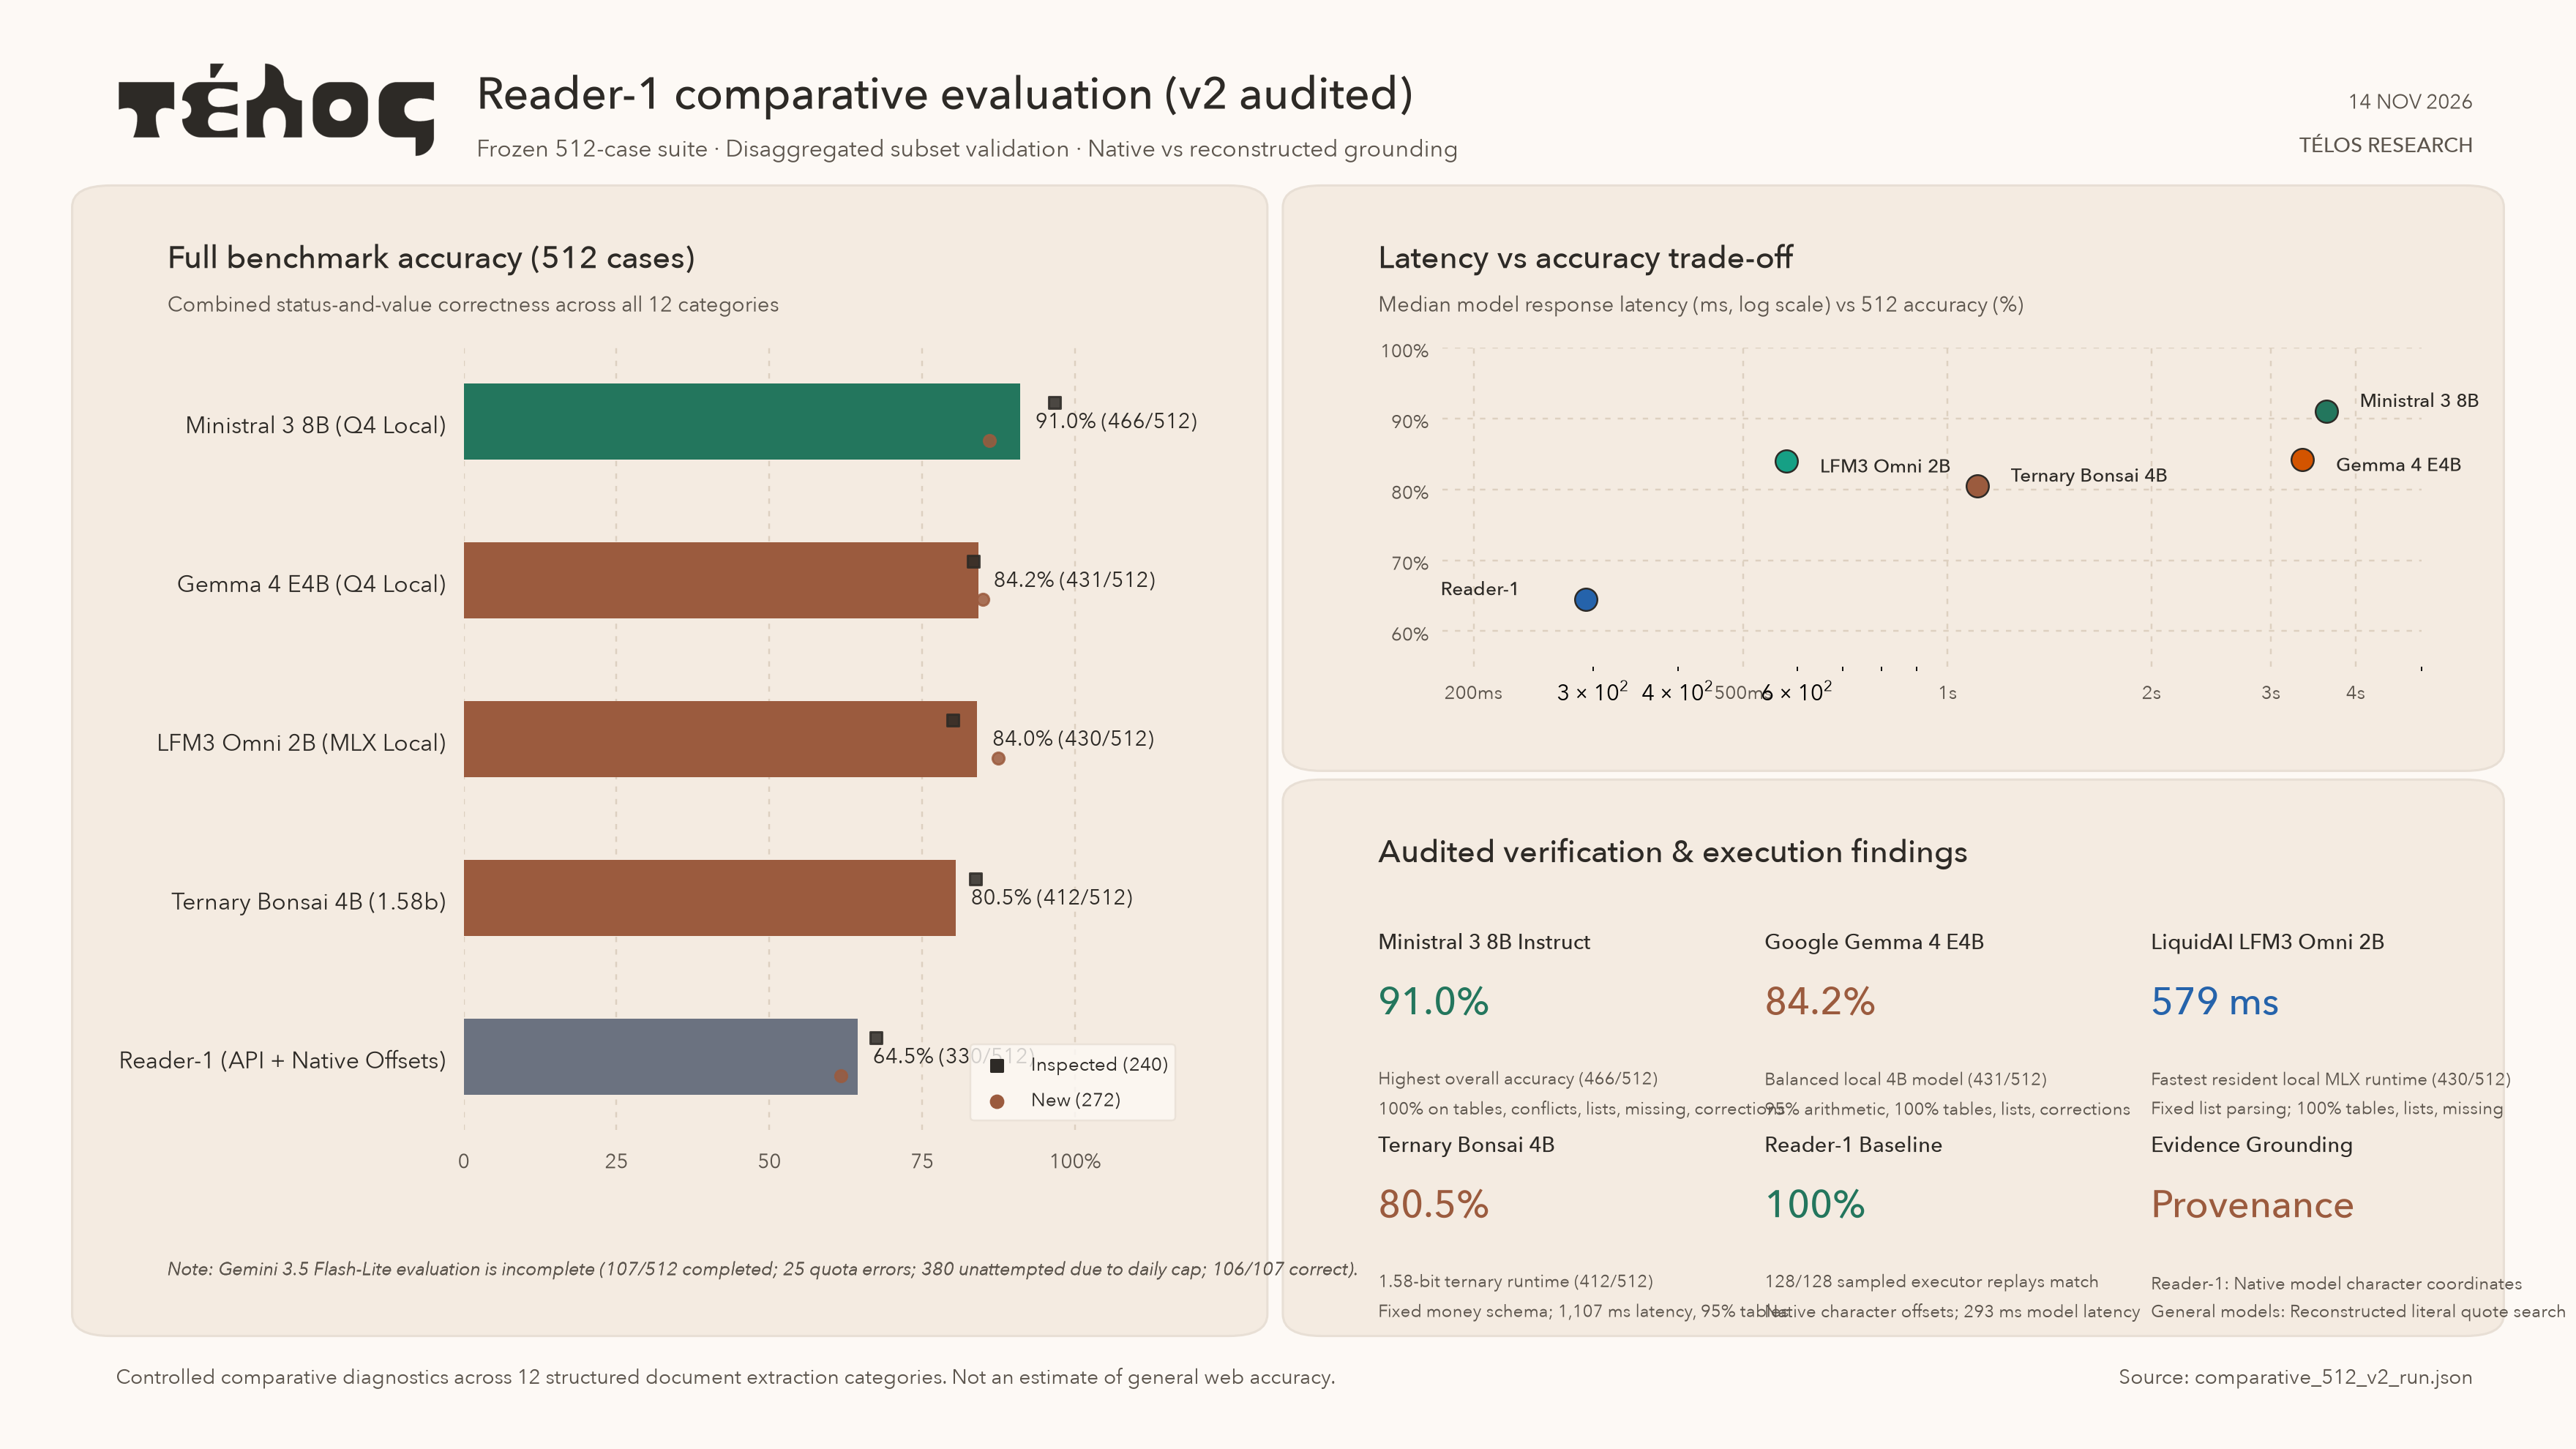 τέλος
Reader-1 comparative evaluation (v2 audited)
Frozen 512-case suite · Disaggregated subset validation · Native vs reconstructed grounding
14 NOV 2026
TÉLOS RESEARCH
Full benchmark accuracy (512 cases)
Combined status-and-value correctness across all 12 categories
Ministral 3 8B (Q4 Local)
91.0% (466/512)
Gemma 4 E4B (Q4 Local)
84.2% (431/512)
LFM3 Omni 2B (MLX Local)
84.0% (430/512)
Ternary Bonsai 4B (1.58b)
80.5% (412/512)
Reader-1 (API + Native Offsets)
64.5% (330/512)
Inspected (240)
New (272)
0 25 50 75 100%
Note: Gemini 3.5 Flash-Lite evaluation is incomplete (107/512 completed; 25 quota errors; 380 unattempted due to daily cap; 106/107 correct).
Latency vs accuracy trade-off
Median model response latency (ms, log scale) vs 512 accuracy (%)
100%
90%
80%
70%
60%
Ministral 3 8B
LFM3 Omni 2B
Ternary Bonsai 4B
Gemma 4 E4B
Reader-1
200ms 3 × 10² 4 × 10² 500ms 6 × 10² 1s 2s 3s 4s
Audited verification & execution findings
Ministral 3 8B Instruct
91.0%
Highest overall accuracy (466/512)
100% on tables, conflicts, lists, missing, corrections
Google Gemma 4 E4B
84.2%
Balanced local 4B model (431/512)
95% arithmetic, 100% tables, lists, corrections
LiquidAI LFM3 Omni 2B
579 ms
Fastest resident local MLX runtime (430/512)
Fixed list parsing; 100% tables, lists, missing
Ternary Bonsai 4B
80.5%
1.58-bit ternary runtime (412/512)
Fixed money schema; 1,107 ms latency, 95% tables
Reader-1 Baseline
100%
128/128 sampled executor replays match
Native character offsets; 293 ms model latency
Evidence Grounding
Provenance
Reader-1: Native model character coordinates
General models: Reconstructed literal quote search
Controlled comparative diagnostics across 12 structured document extraction categories. Not an estimate of general web accuracy.
Source: comparative_512_v2_run.json